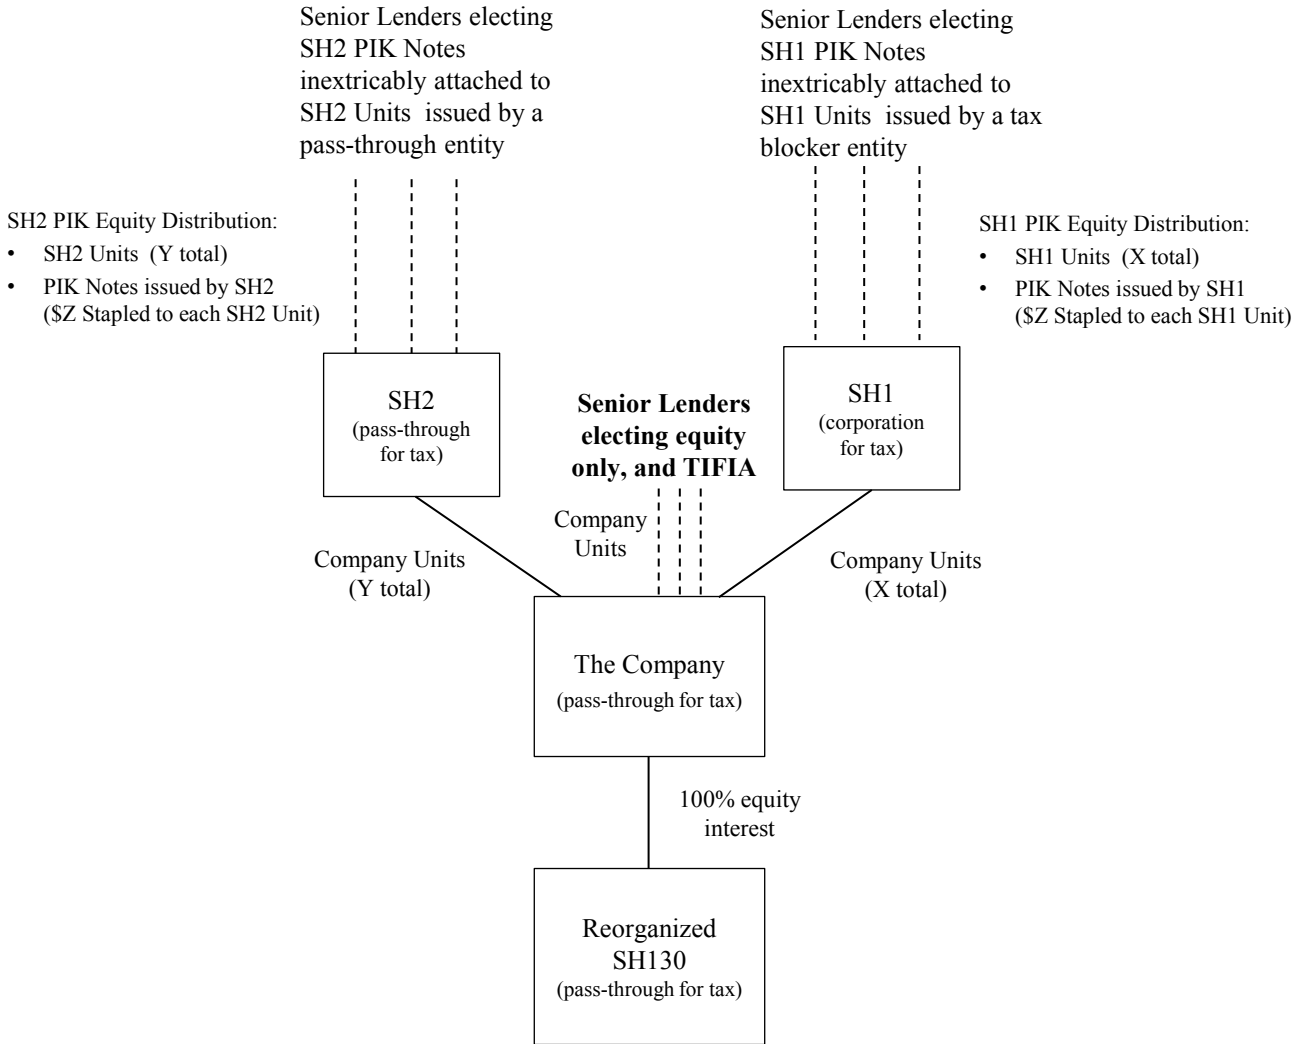 Senior Lenders electing
SH2 PIK Notes
inextricably attached to
SH2 Units issued by a
pass-through entity
Senior Lenders electing
SH1 PIK Notes
inextricably attached to
SH1 Units issued by a tax
blocker entity
SH2 PIK Equity Distribution:
• SH2 Units (Y total)
• PIK Notes issued by SH2
($Z Stapled to each SH2 Unit)
SH1 PIK Equity Distribution:
• SH1 Units (X total)
• PIK Notes issued by SH1
($Z Stapled to each SH1 Unit)
SH2
(pass-through
for tax)
Senior Lenders
electing equity
only, and TIFIA
SH1
(corporation
for tax)
Company
Units
Company Units
(Y total)
Company Units
(X total)
The Company
(pass-through for tax)
100% equity
interest
Reorganized
SH130
(pass-through for tax)